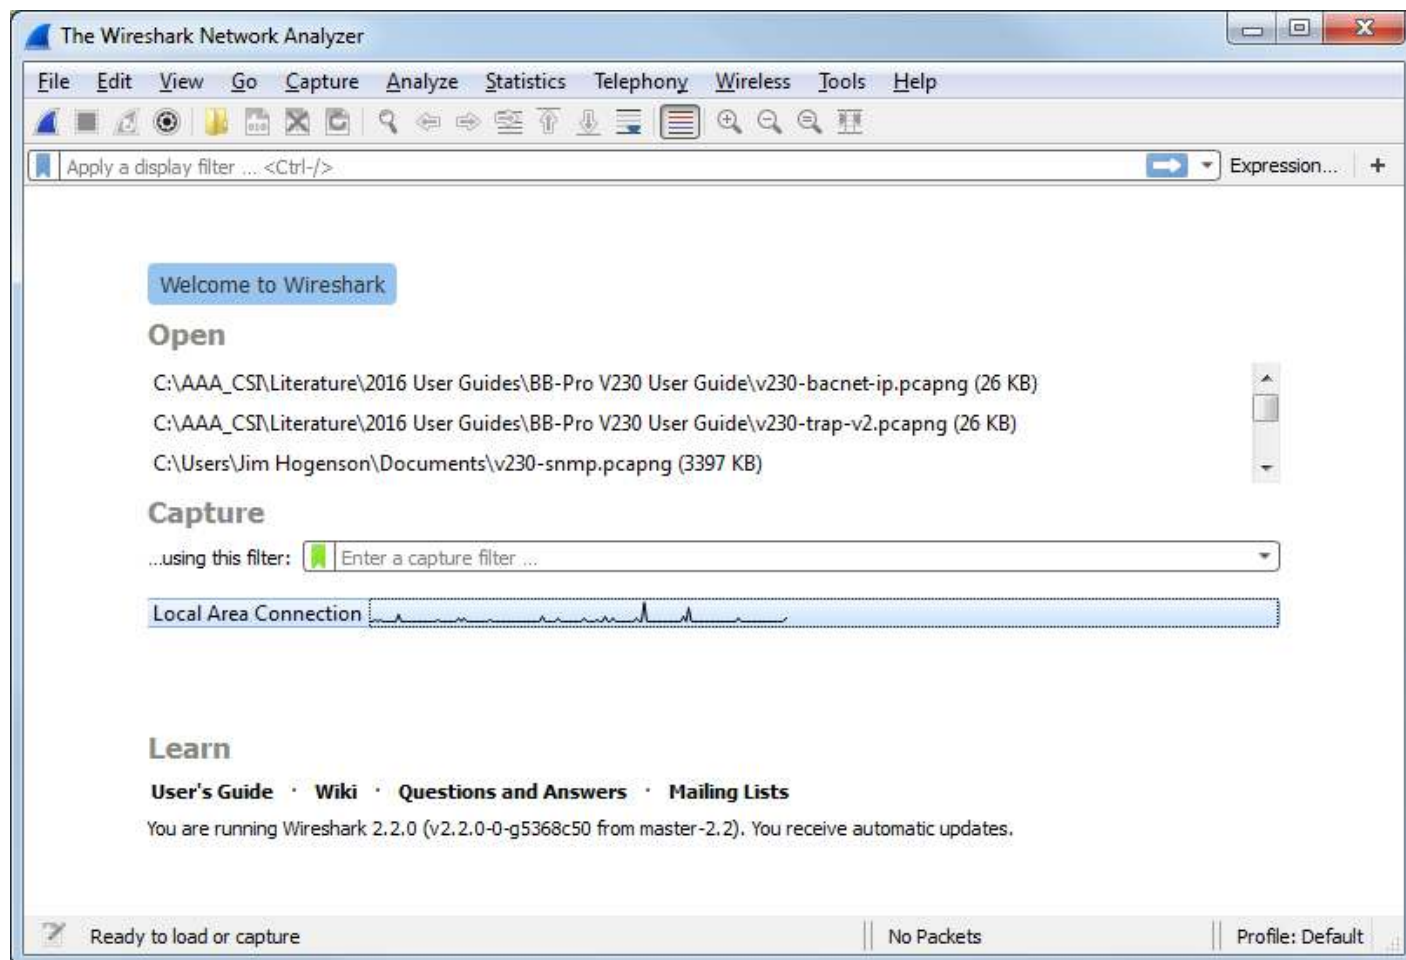 The Wireshark Network Analyzer
File Edit View Go Capture Analyze Statistics Telephony Wireless Tools Help
Apply a display filter ... <Ctrl-/> Expression... +
Welcome to Wireshark
Open
C:\AAA_CSI\Literature\2016 User Guides\BB-Pro V230 User Guide\v230-bacnet-ip.pcapng (26 KB)
C:\AAA_CSI\Literature\2016 User Guides\BB-Pro V230 User Guide\v230-trap-v2.pcapng (26 KB)
C:\Users\Jim Hogenson\Documents\v230-snmp.pcapng (3397 KB)
Capture
...using this filter: Enter a capture filter ...
Local Area Connection
Learn
User's Guide · Wiki · Questions and Answers · Mailing Lists
You are running Wireshark 2.2.0 (v2.2.0-0-g5368c50 from master-2.2). You receive automatic updates.
Ready to load or capture No Packets Profile: Default